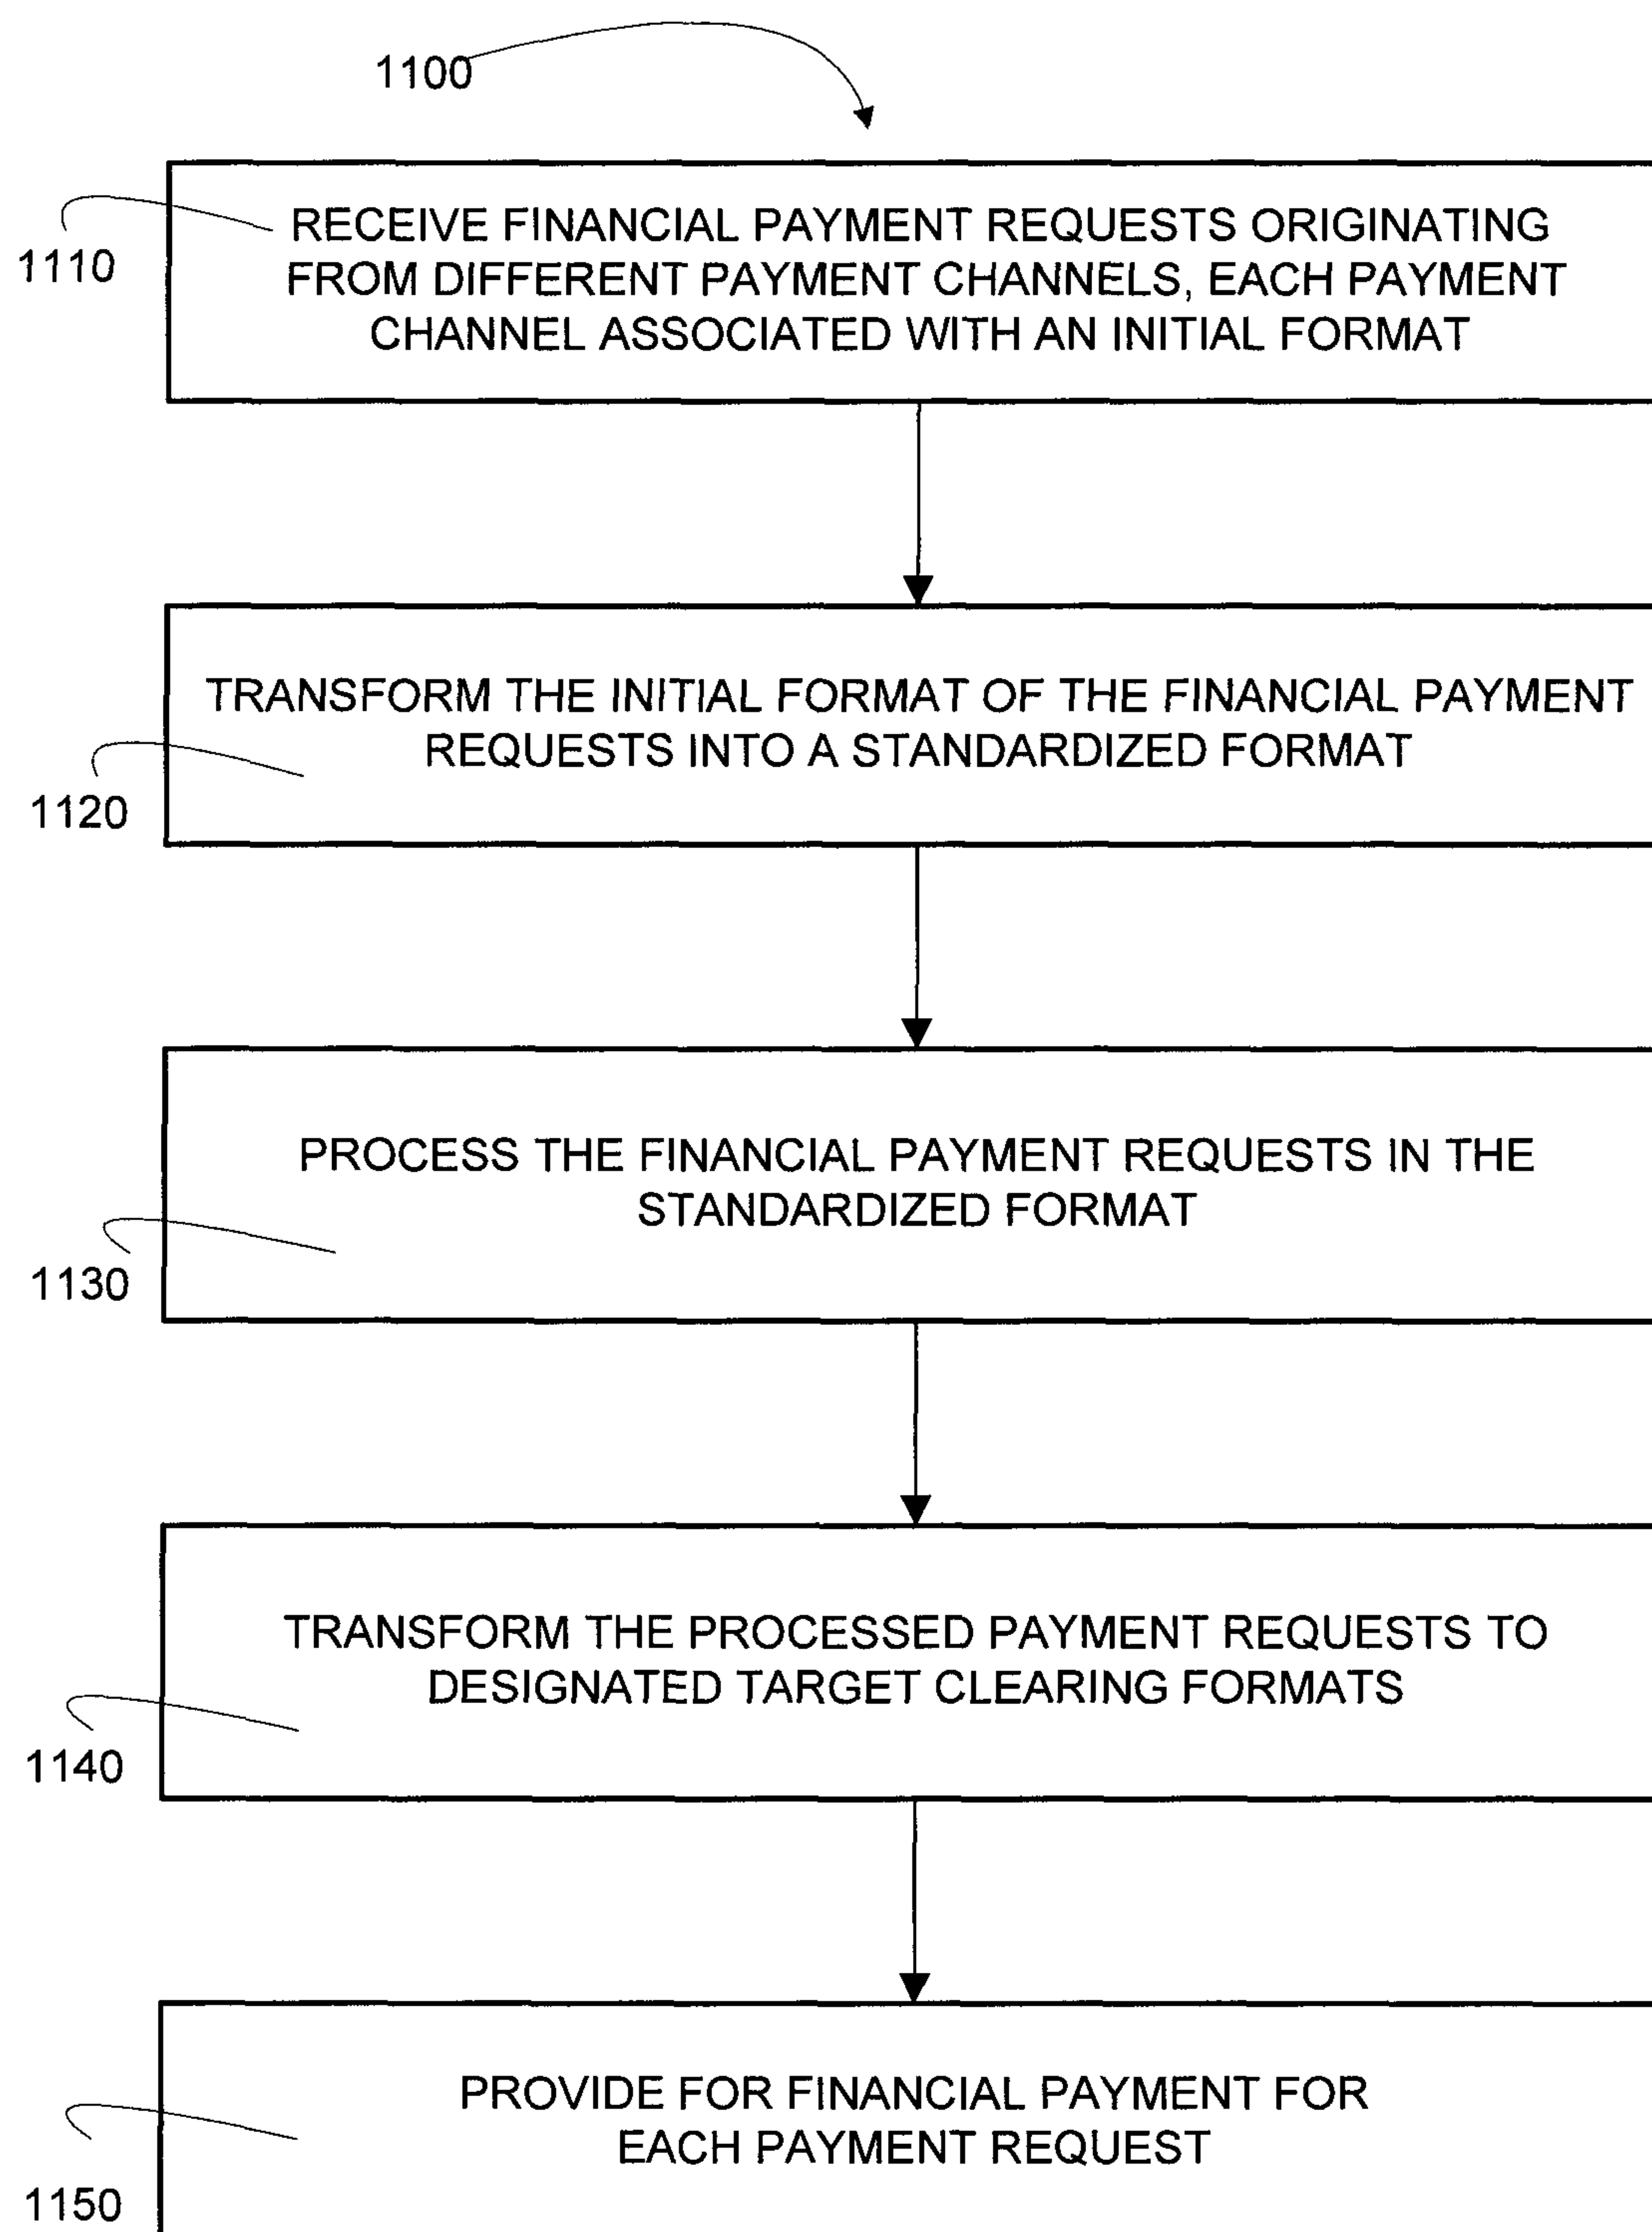 1100
1110
RECEIVE FINANCIAL PAYMENT REQUESTS ORIGINATING
FROM DIFFERENT PAYMENT CHANNELS, EACH PAYMENT
CHANNEL ASSOCIATED WITH AN INITIAL FORMAT
1120
TRANSFORM THE INITIAL FORMAT OF THE FINANCIAL PAYMENT
REQUESTS INTO A STANDARDIZED FORMAT
1130
PROCESS THE FINANCIAL PAYMENT REQUESTS IN THE
STANDARDIZED FORMAT
1140
TRANSFORM THE PROCESSED PAYMENT REQUESTS TO
DESIGNATED TARGET CLEARING FORMATS
1150
PROVIDE FOR FINANCIAL PAYMENT FOR
EACH PAYMENT REQUEST